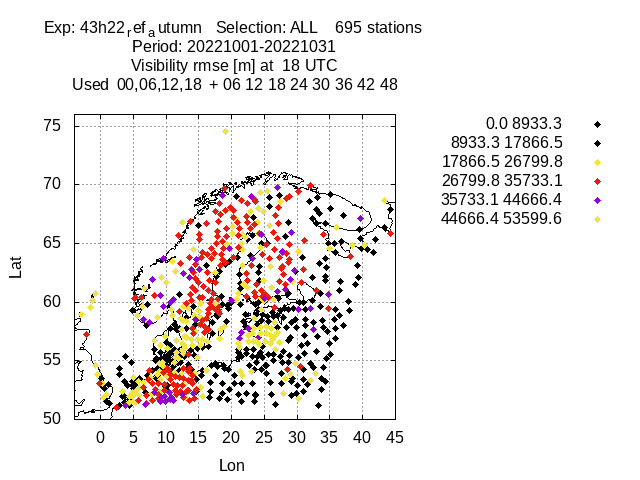 Exp: 43h22refautumn Selection: ALL 695 stations
Period: 20221001-20221031
Visibility rmse [m] at 18 UTC
Used 00,06,12,18 + 06 12 18 24 30 36 42 48
0.0 8933.3
8933.3 17866.5
17866.5 26799.8
26799.8 35733.1
35733.1 44666.4
44666.4 53599.6
75
70
65
60
55
50
Lat
0 5 10 15 20 25 30 35 40 45
Lon